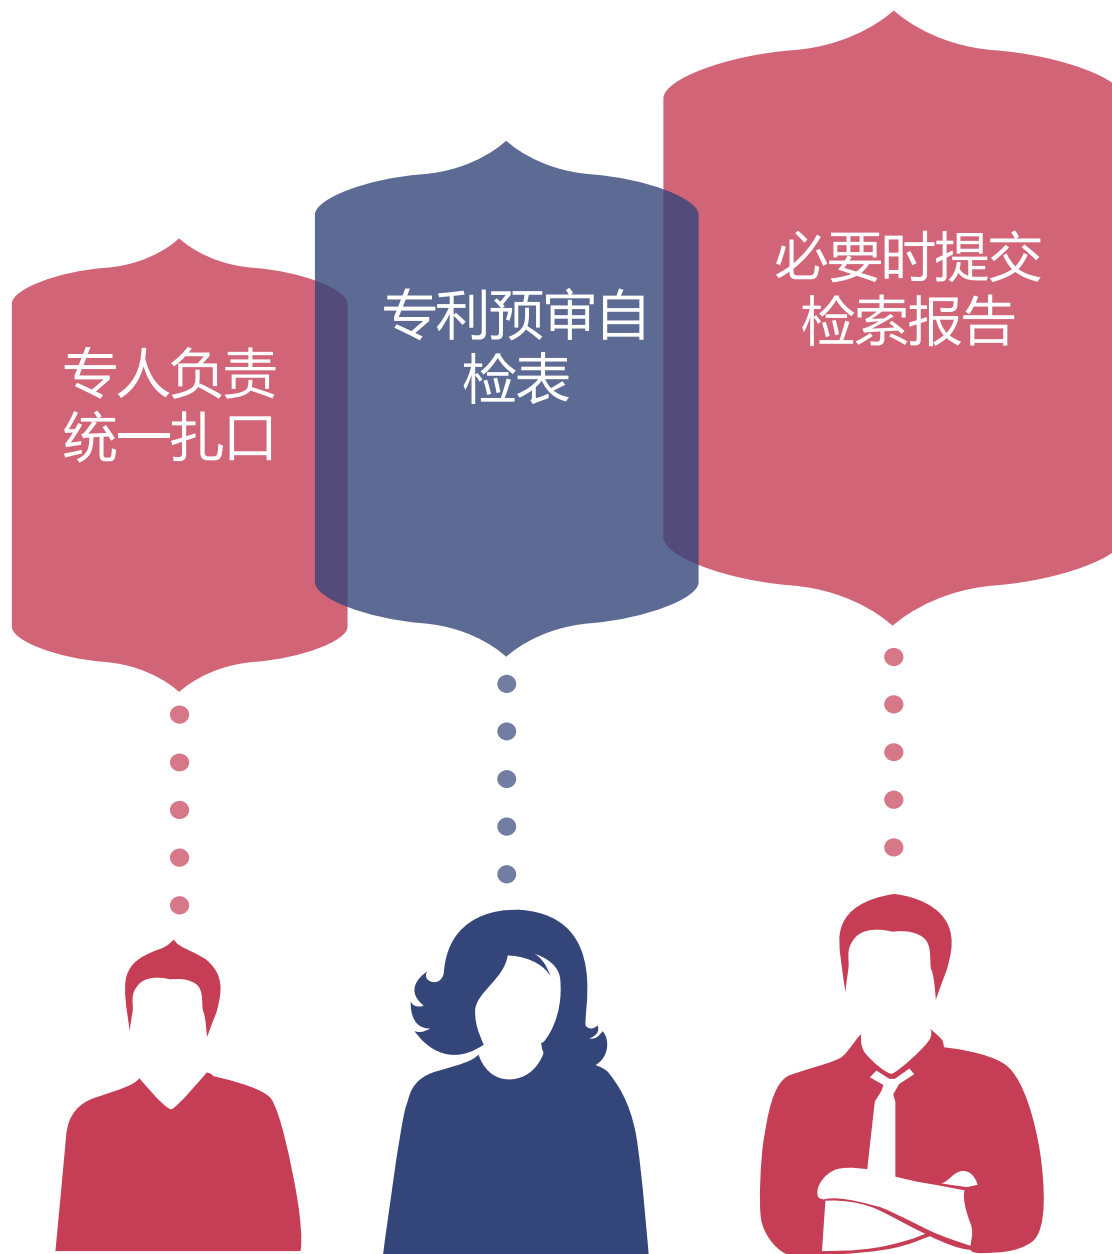 专人负责
统一扎口
专利预审自
检表
必要时提交
检索报告